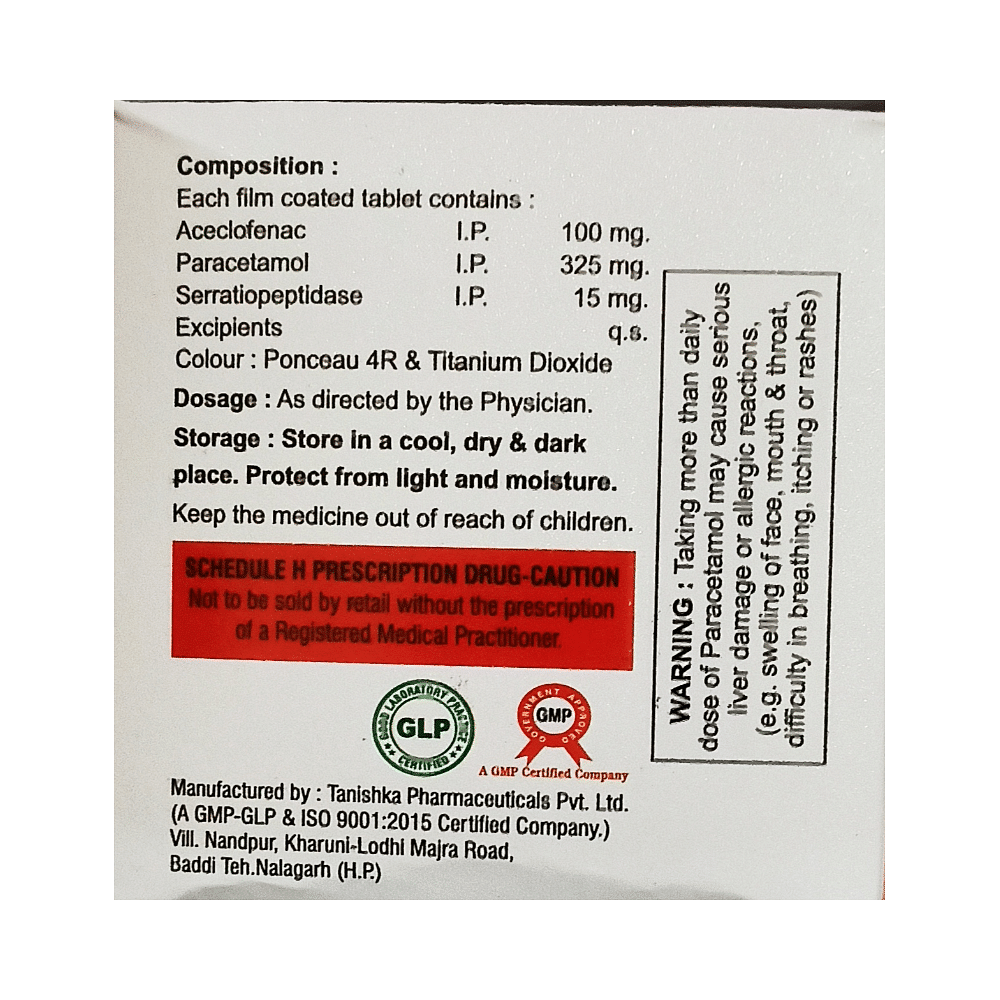 Composition :
Each film coated tablet contains :
Aceclofenac I.P. 100 mg.
Paracetamol I.P. 325 mg.
Serratiopeptidase I.P. 15 mg.
Excipients q.s.
Colour : Ponceau 4R & Titanium Dioxide
Dosage : As directed by the Physician.
Storage : Store in a cool, dry & dark
place. Protect from light and moisture.
Keep the medicine out of reach of children.
SCHEDULE H PRESCRIPTION DRUG-CAUTION
Not to be sold by retail without the prescription
of a Registered Medical Practitioner.
GOOD LABORATORY PRACTICE
GLP
CERTIFIED
GOVERNMENT APPROVED
GMP
A GMP Certified Company
Manufactured by : Tanishka Pharmaceuticals Pvt. Ltd.
(A GMP-GLP & ISO 9001:2015 Certified Company.)
Vill. Nandpur, Kharuni-Lodhi Majra Road,
Baddi Teh.Nalagarh (H.P.)
WARNING : Taking more than daily
dose of Paracetamol may cause serious
liver damage or allergic reactions,
(e.g. swelling of face, mouth & throat,
difficulty in breathing, itching or rashes)